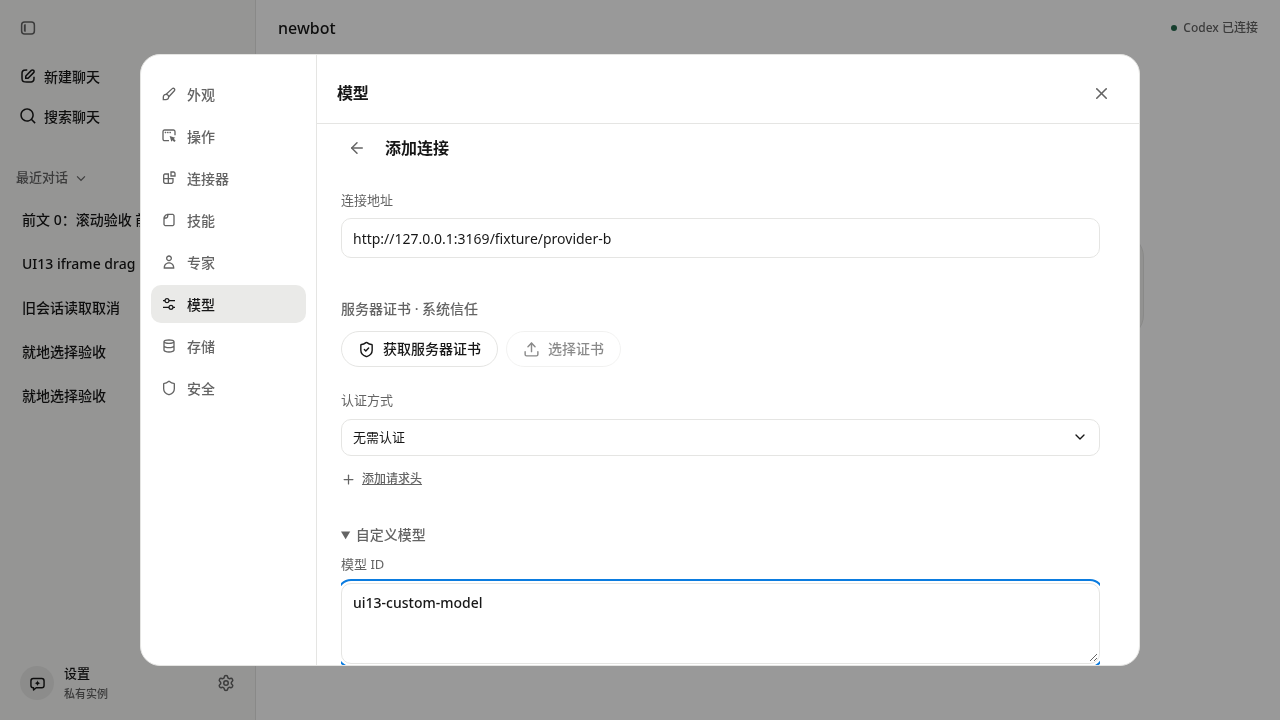 newbot
Codex 已连接
新建聊天
搜索聊天
最近对话
前文 0：滚动验收
UI13 iframe drag
旧会话读取取消
就地选择验收
就地选择验收
设置
私有实例
外观
操作
连接器
技能
专家
模型
存储
安全
模型
添加连接
连接地址
http://127.0.0.1:3169/fixture/provider-b
服务器证书 · 系统信任
获取服务器证书
选择证书
认证方式
无需认证
添加请求头
自定义模型
模型 ID
ui13-custom-model